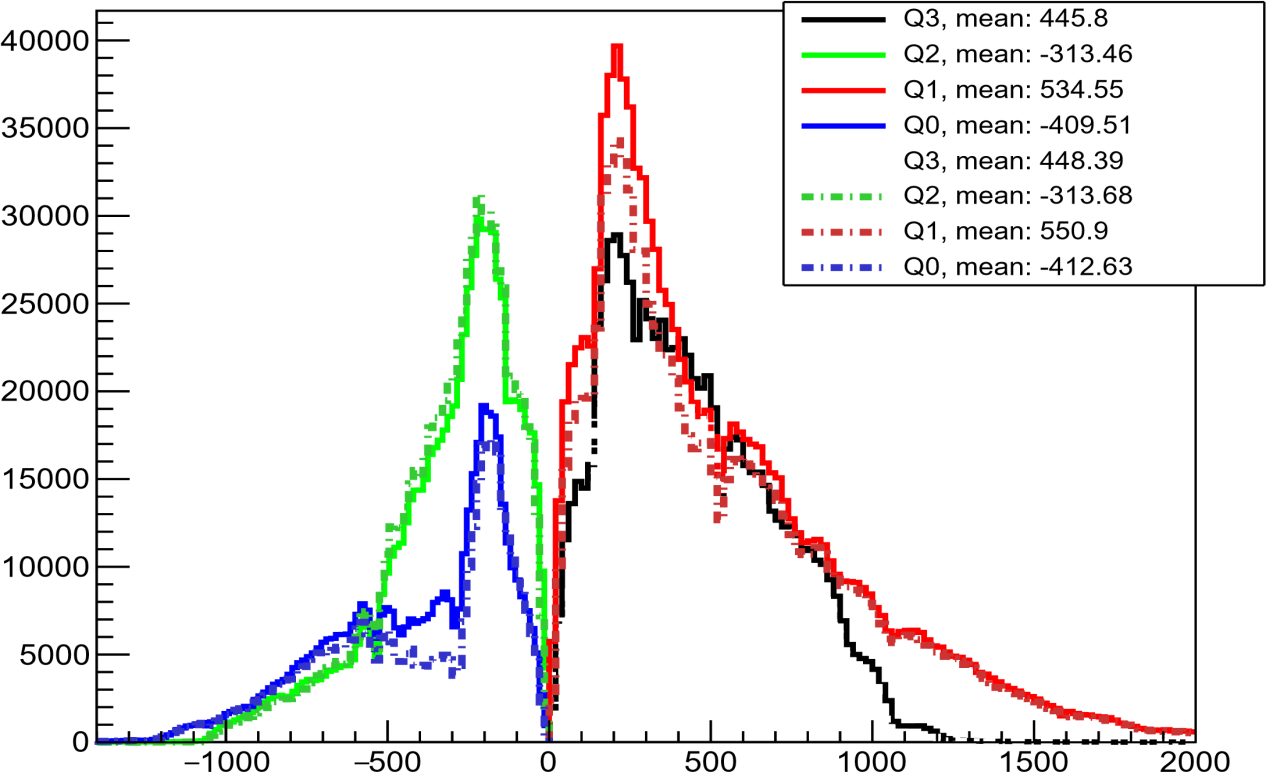 Q3, mean: 445.8
Q2, mean: -313.46
Q1, mean: 534.55
Q0, mean: -409.51
Q3, mean: 448.39
Q2, mean: -313.68
Q1, mean: 550.9
Q0, mean: -412.63
40000
35000
30000
25000
20000
15000
10000
5000
0
−1000 −500 0 500 1000 1500 2000